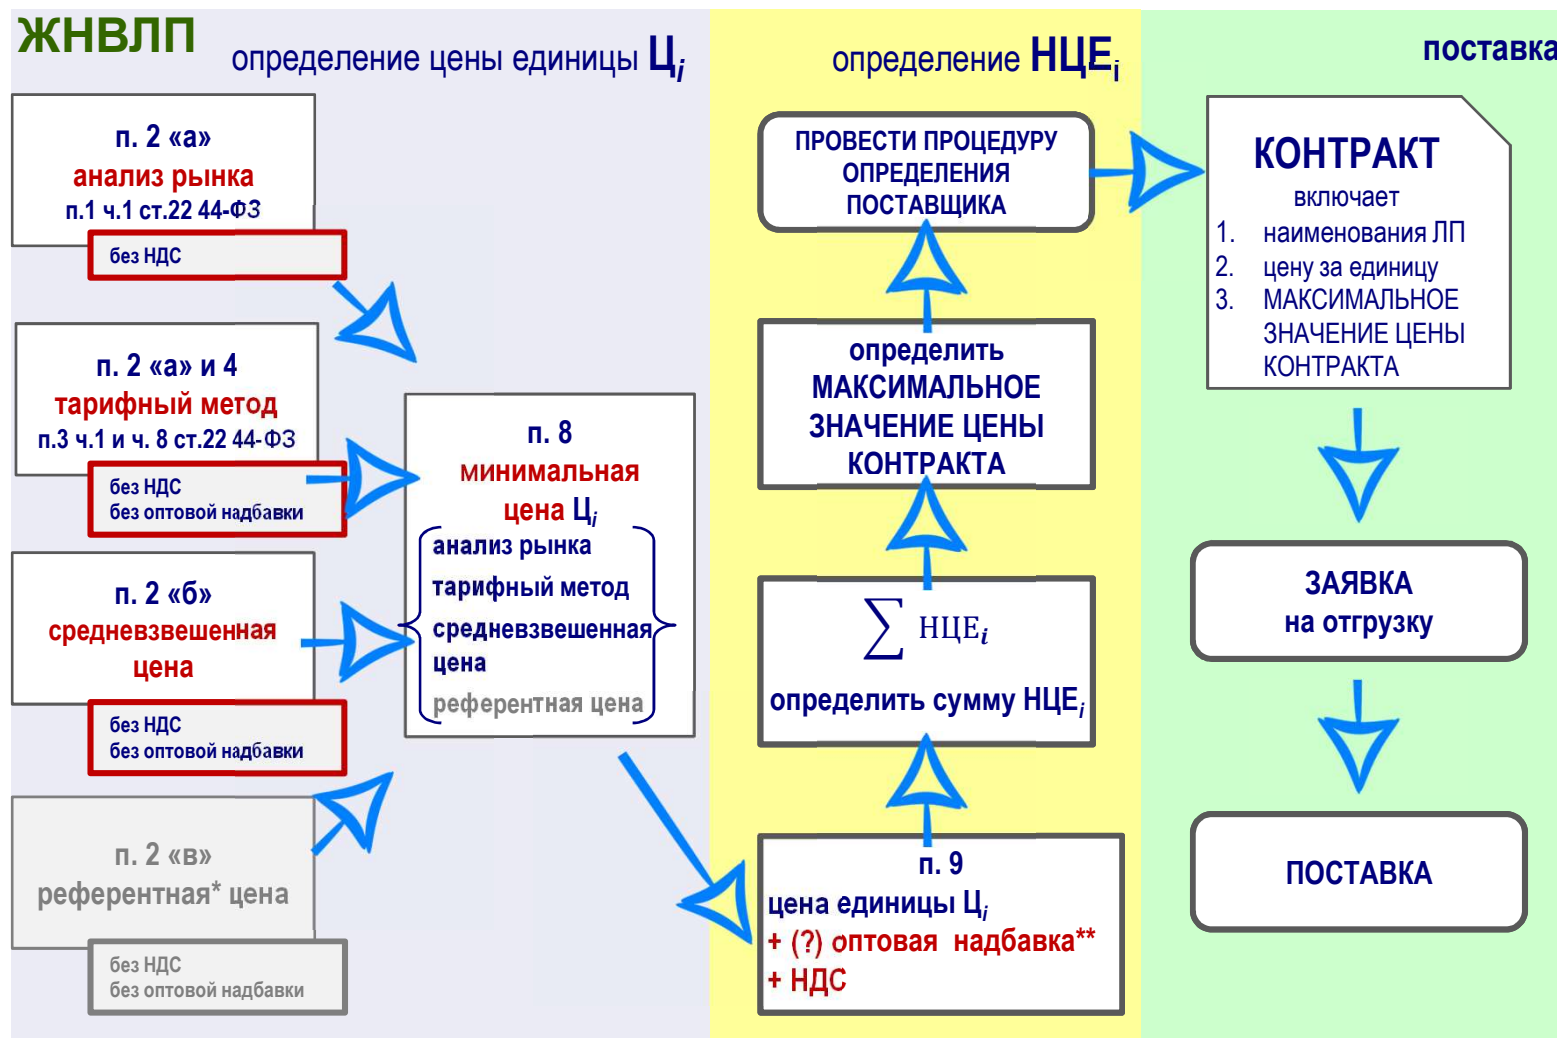 ЖНВЛП
определение цены единицы Цi
п. 2 «а»
анализ рынка
п.1 ч.1 ст.22 44-ФЗ
без НДС
п. 2 «а» и 4
тарифный метод
п.3 ч.1 и ч. 8 ст.22 44-ФЗ
без НДС
без оптовой надбавки
п. 2 «б»
средневзвешенная
цена
без НДС
без оптовой надбавки
п. 2 «в»
референтная* цена
без НДС
без оптовой надбавки
п. 8
минимальная
цена Цi
анализ рынка
тарифный метод
средневзвешенная
цена
референтная цена
определение НЦЕi
ПРОВЕСТИ ПРОЦЕДУРУ
ОПРЕДЕЛЕНИЯ
ПОСТАВЩИКА
определить
МАКСИМАЛЬНОЕ
ЗНАЧЕНИЕ ЦЕНЫ
КОНТРАКТА
∑ НЦЕi
определить сумму НЦЕi
п. 9
цена единицы Цi
+ (?) оптовая надбавка**
+ НДС
поставка
КОНТРАКТ
включает
1. наименования ЛП
2. цену за единицу
3. МАКСИМАЛЬНОЕ
ЗНАЧЕНИЕ ЦЕНЫ
КОНТРАКТА
ЗАЯВКА
на отгрузку
ПОСТАВКА